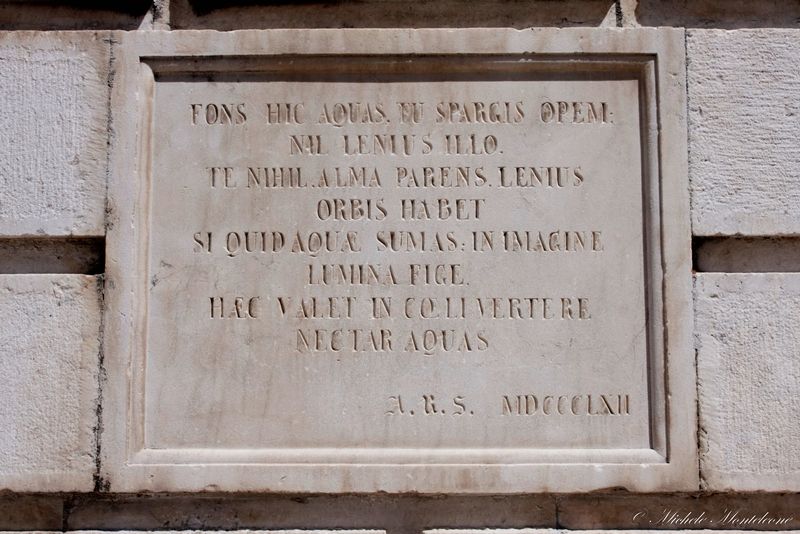 FONS HIC AQUAS. TU SPARGIS OPEM:
NIL LENIUS ILLO.
TE NIHIL. ALMA PARENS. LENIUS
ORBIS HABET
SI QUID AQUÆ SUMAS: IN IMAGINE
LUMINA FIGE.
HÆC VALET IN CŒLI VERTERE
NECTAR AQUAS
A. R. S. MDCCCLXII
© Michele Monteleone